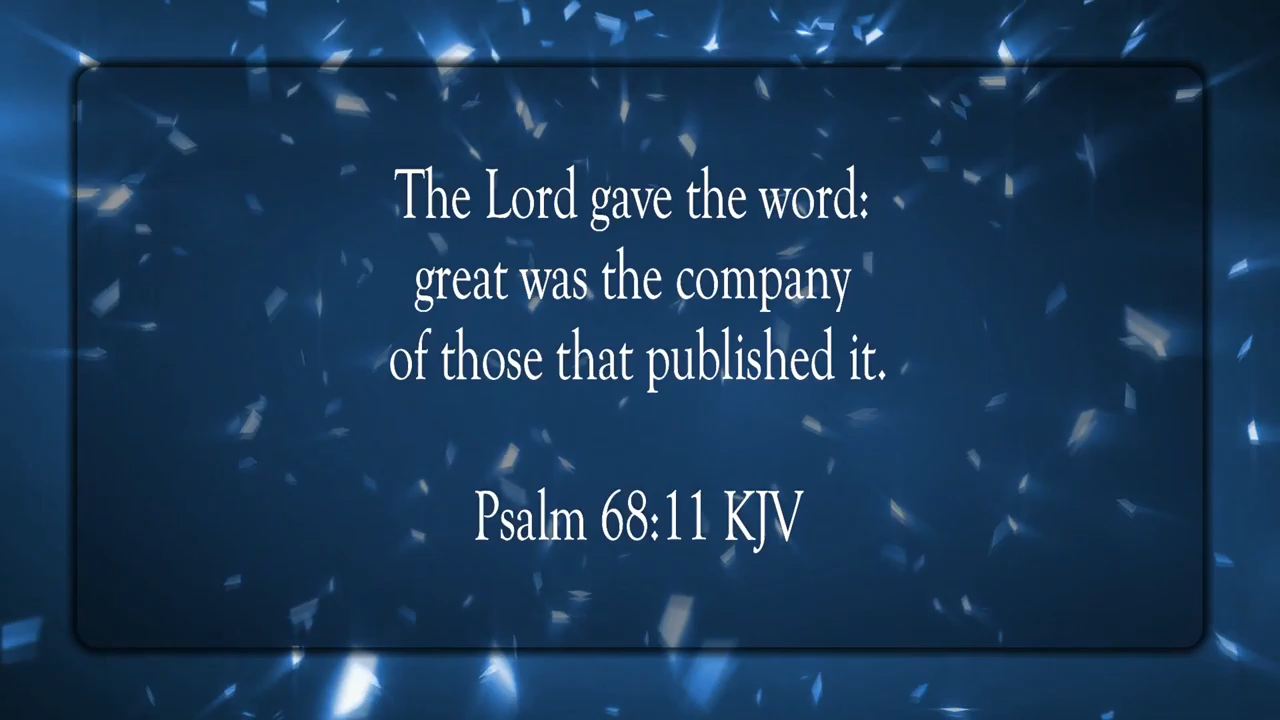 The Lord gave the word:
great was the company
of those that published it.
Psalm 68:11 KJV